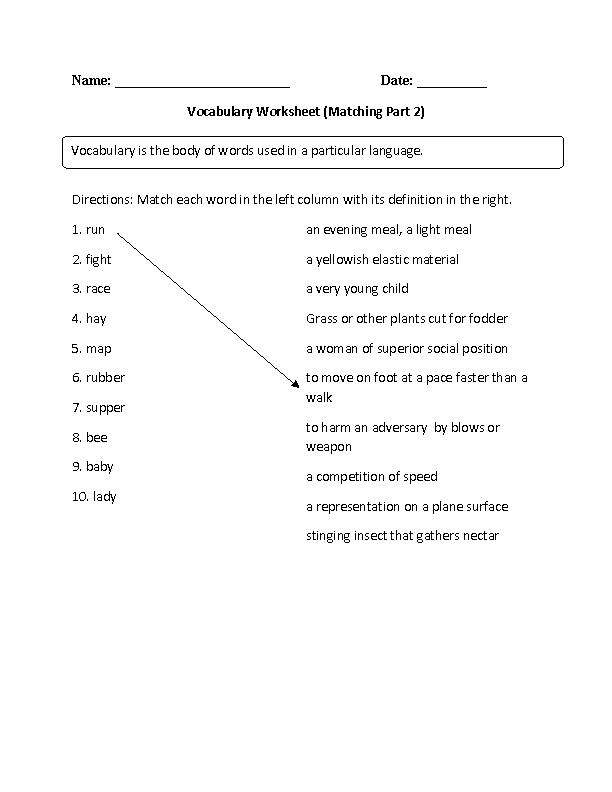 Name: _________________________ Date: __________
Vocabulary Worksheet (Matching Part 2)
Vocabulary is the body of words used in a particular language.
Directions: Match each word in the left column with its definition in the right.
1. run an evening meal, a light meal
2. fight a yellowish elastic material
3. race a very young child
4. hay Grass or other plants cut for fodder
5. map a woman of superior social position
6. rubber to move on foot at a pace faster than a
walk
7. supper
to harm an adversary by blows or
8. bee
weapon
9. baby
a competition of speed
10. lady
a representation on a plane surface
stinging insect that gathers nectar